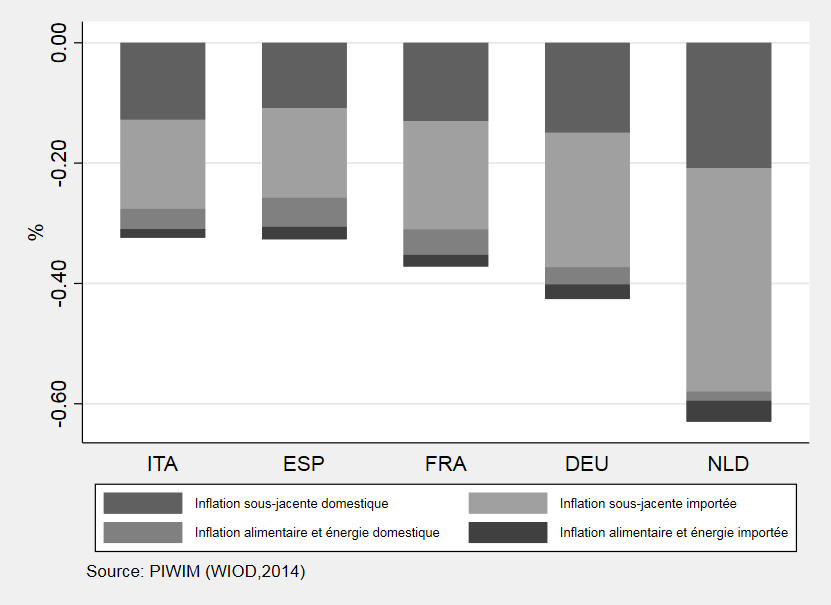 0.00
-0.20
-0.40
-0.60
%
ITA ESP FRA DEU NLD
Inflation sous-jacente domestique Inflation sous-jacente importée
Inflation alimentaire et énergie domestique Inflation alimentaire et énergie importée
Source: PIWIM (WIOD,2014)